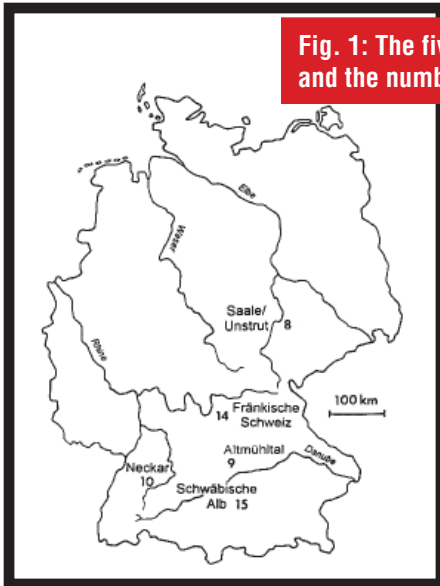 Fig. 1: The fiv
and the numb
Elbe
Weser
Saale/
Unstrut 8
Rhine
100 km
14 Fränkische
Schweiz
Altmühltal
9
Danube
Neckar
10
Schwäbische
Alb 15